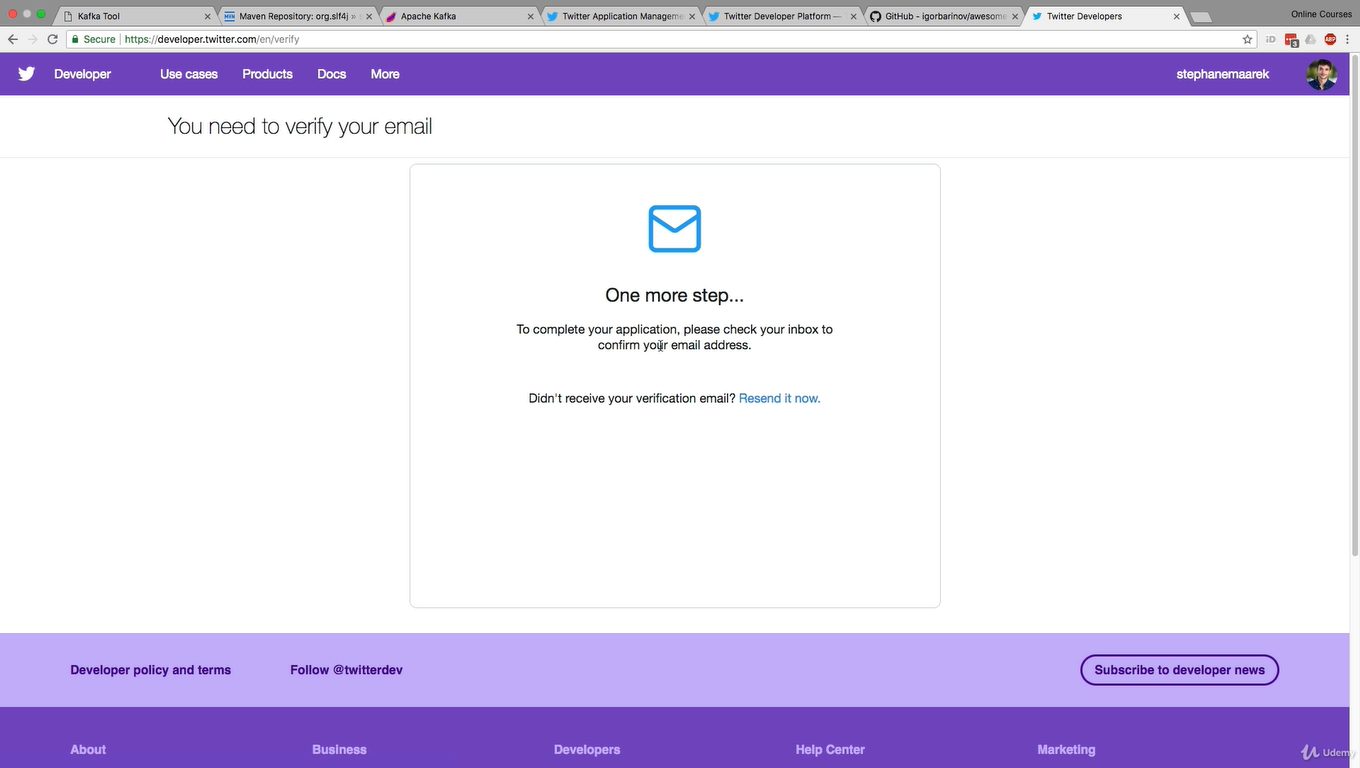 Kafka Tool
Maven Repository: org.slf4j » s
Apache Kafka
Twitter Application Manageme
Twitter Developer Platform —
GitHub - igorbarinov/awesome
Twitter Developers
Online Courses
Secure
https://developer.twitter.com/en/verify
iD
3
ABP
Developer
Use cases
Products
Docs
More
stephanemaarek
You need to verify your email
One more step...
To complete your application, please check your inbox to
confirm your email address.
Didn't receive your verification email? Resend it now.
Developer policy and terms
Follow @twitterdev
Subscribe to developer news
About
Business
Developers
Help Center
Marketing
Udemy